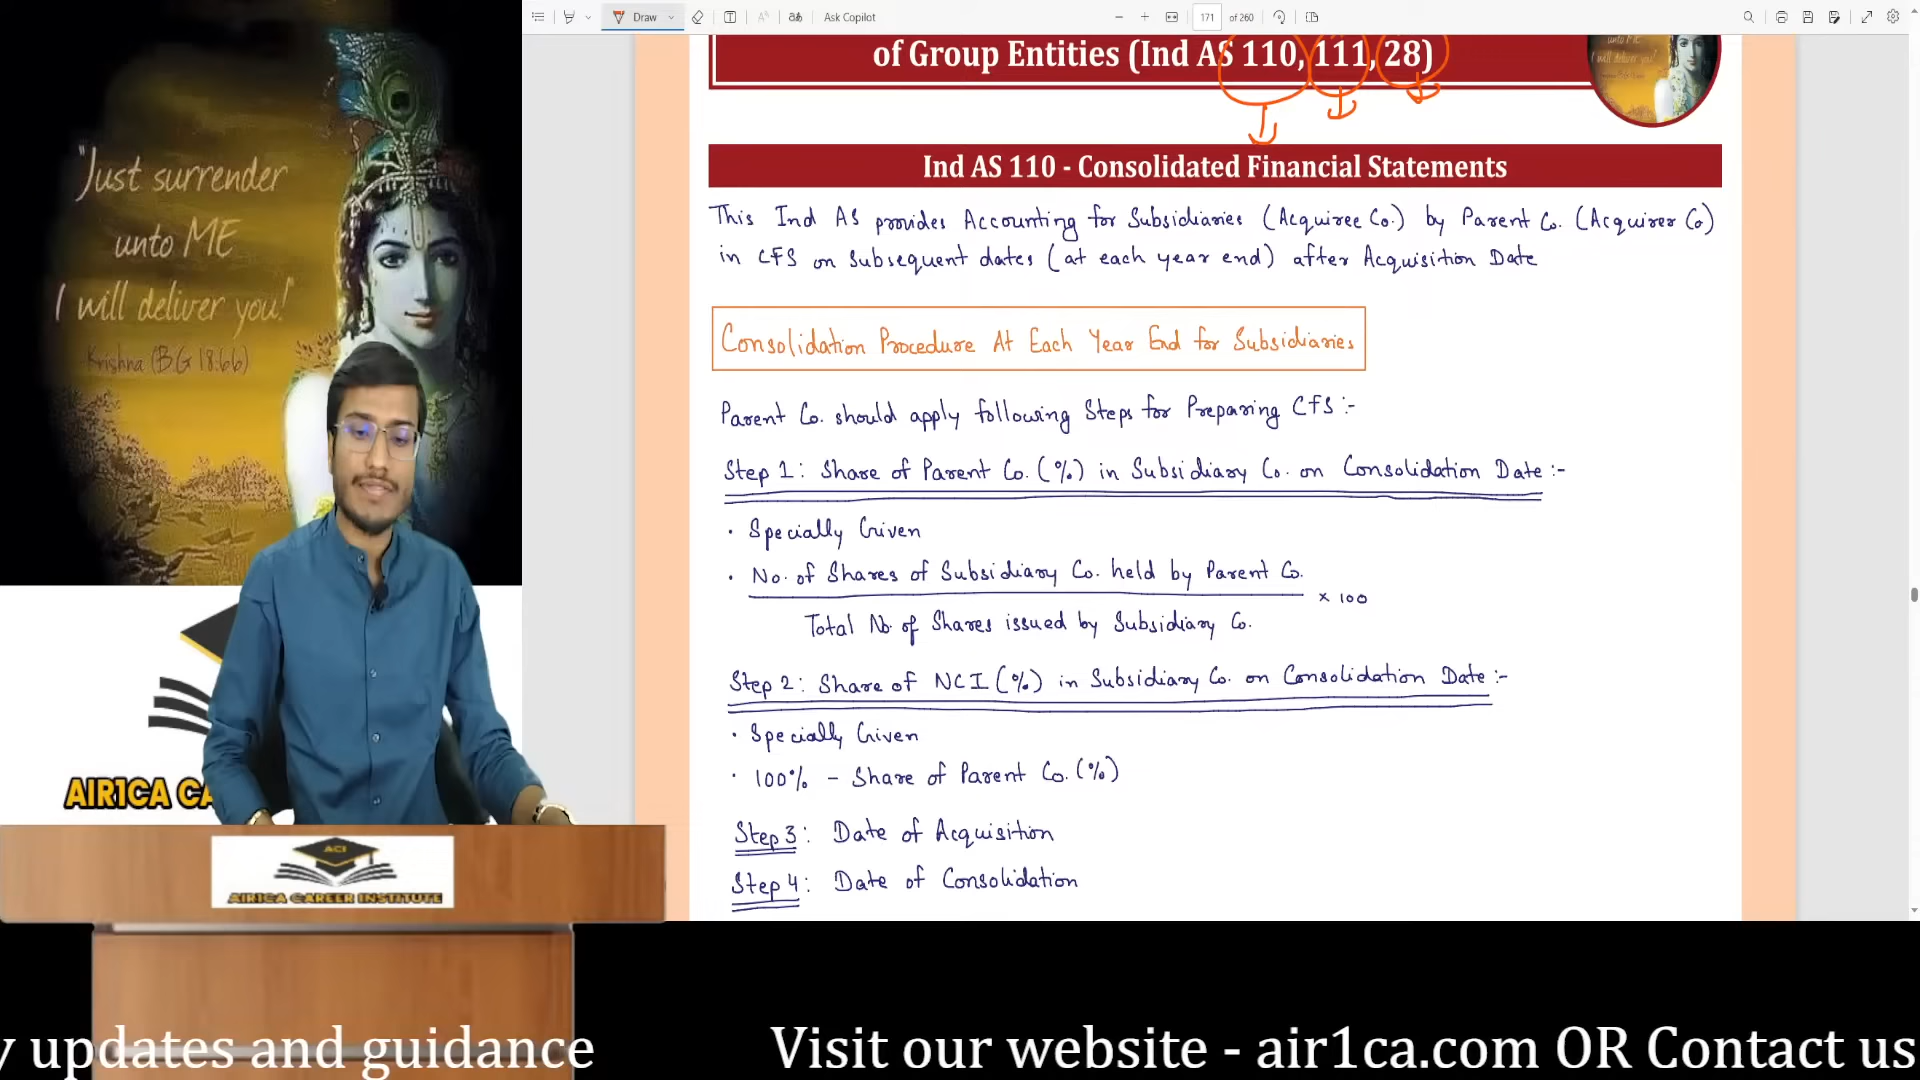 Draw
Ask Copilot
171 of 260
of Group Entities (Ind AS 110, 111, 28)
Ind AS 110 - Consolidated Financial Statements
This Ind AS provides Accounting for Subsidiaries (Acquiree Co.) by Parent Co. (Acquirer Co)
in CFS on Subsequent dates (at each year end) after Acquisition Date
Consolidation Procedure At Each Year End for Subsidiaries
Parent Co. should apply following Steps for Preparing CFS :-
Step 1: Share of Parent Co. (%) in Subsidiary Co. on Consolidation Date :-
• Specially Given
• No. of Shares of Subsidiary Co. held by Parent Co.
× 100
Total No. of Shares issued by Subsidiary Co.
Step 2: Share of NCI (%) in Subsidiary Co. on Consolidation Date :-
• Specially Given
• 100% - Share of Parent Co. (%)
Step 3: Date of Acquisition
Step 4: Date of Consolidation
"Just surrender
unto ME
I will deliver you!"
Krishna (B.G 18:66)
unto ME
I will deliver you!
AIR1CA CA
ACI
AIR1CA CAREER INSTITUTE
y updates and guidance Visit our website - air1ca.com OR Contact us